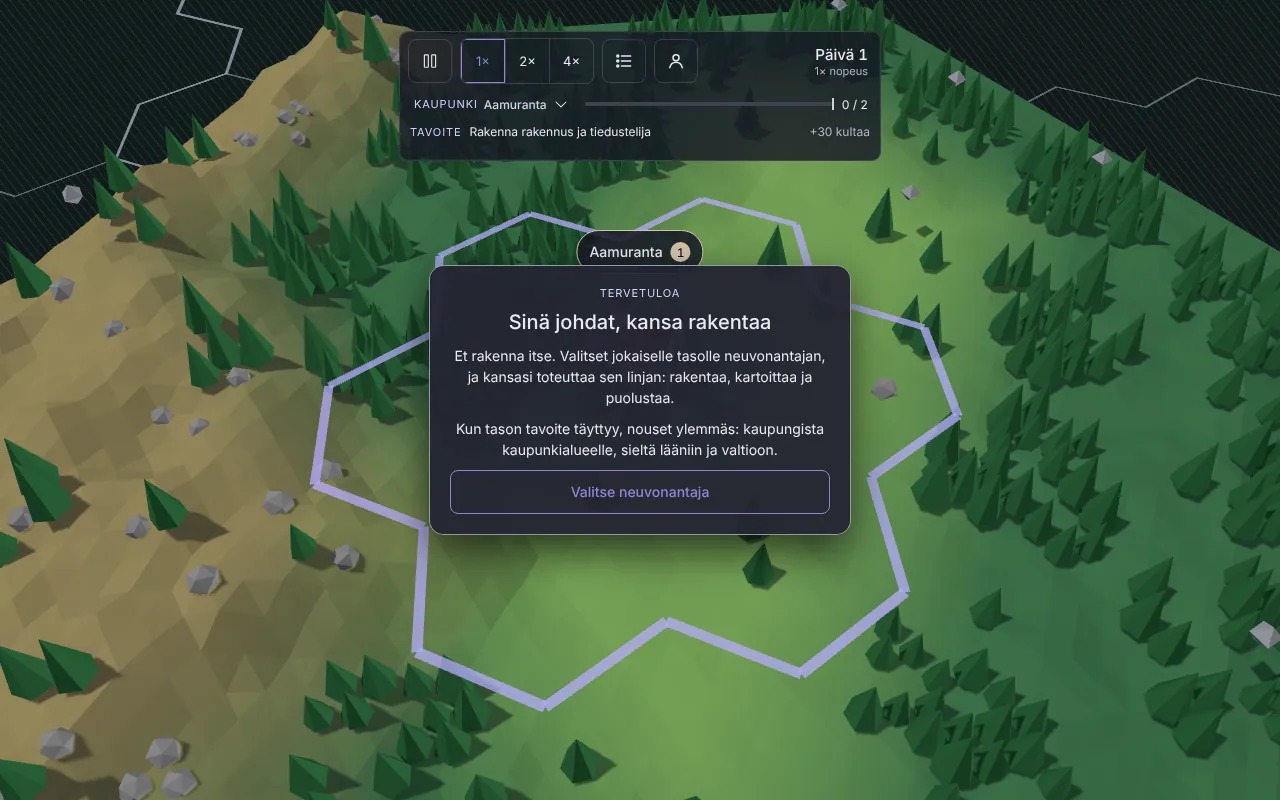 1×
2×
4×
Päivä 1
1× nopeus
KAUPUNKI Aamuranta
0 / 2
TAVOITE Rakenna rakennus ja tiedustelija
+30 kultaa
Aamuranta 1
TERVETULOA
Sinä johdat, kansa rakentaa
Et rakenna itse. Valitset jokaiselle tasolle neuvonantajan,
ja kansasi toteuttaa sen linjan: rakentaa, kartoittaa ja
puolustaa.
Kun tason tavoite täyttyy, nouset ylemmäs: kaupungista
kaupunkialueelle, sieltä lääniin ja valtioon.
Valitse neuvonantaja